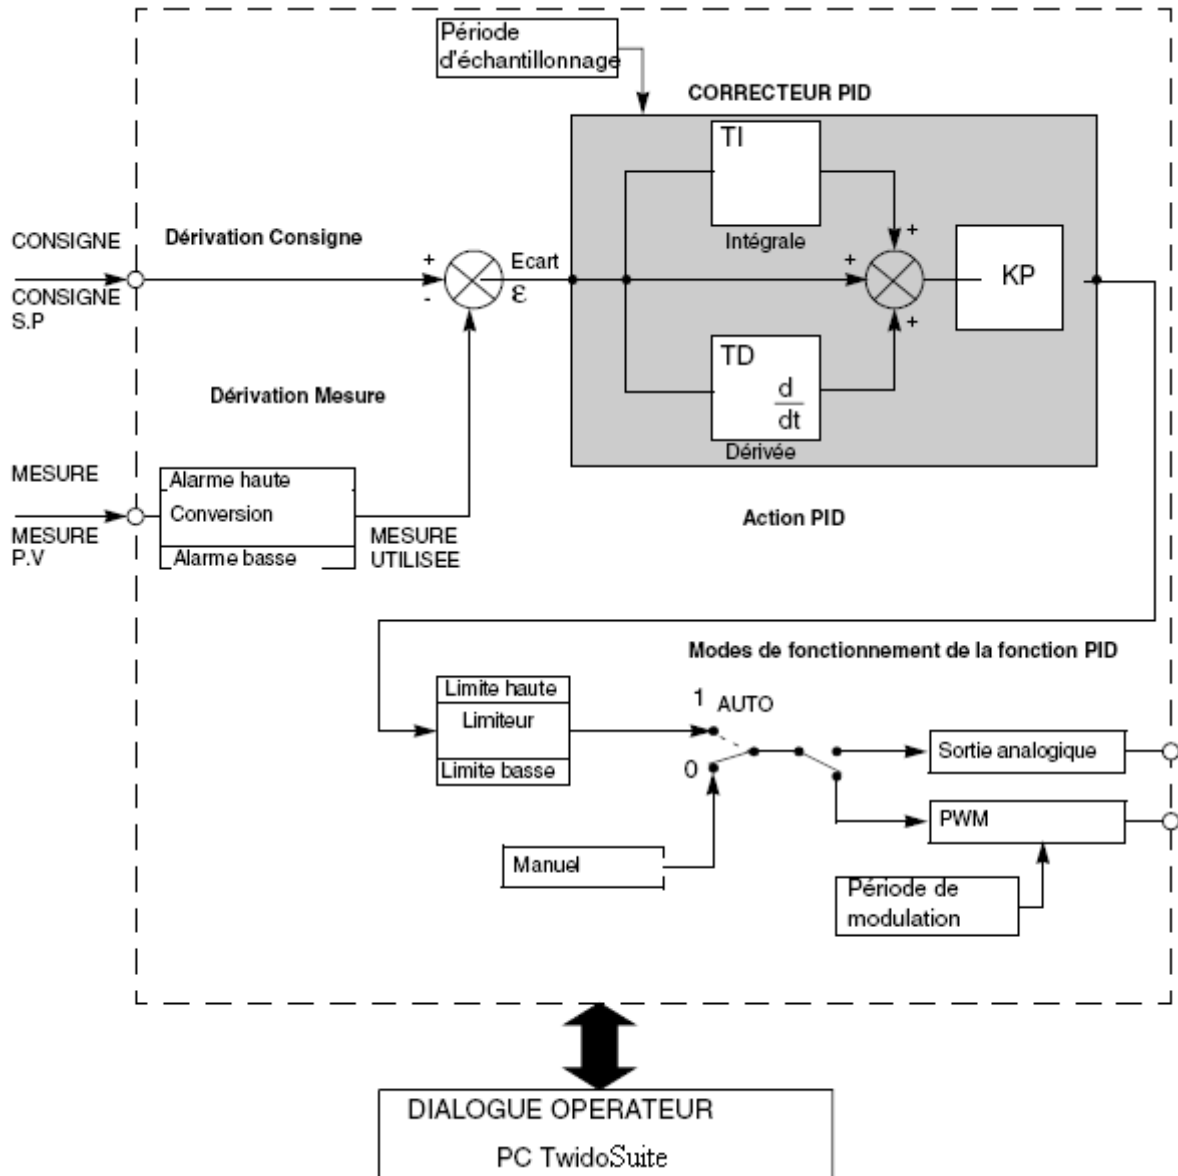 Période
d'échantillonnage
CORRECTEUR PID
TI
Intégrale
CONSIGNE
CONSIGNE
S.P
Dérivation Consigne
+
-
Ecart
ε
+
+
+
KP
TD
d
dt
Dérivée
Dérivation Mesure
MESURE
MESURE
P.V
Alarme haute
Conversion
Alarme basse
MESURE
UTILISEE
Action PID
Modes de fonctionnement de la fonction PID
Limite haute
Limiteur
Limite basse
1 AUTO
0
Sortie analogique
PWM
Manuel
Période de
modulation
DIALOGUE OPERATEUR
PC TwidoSuite